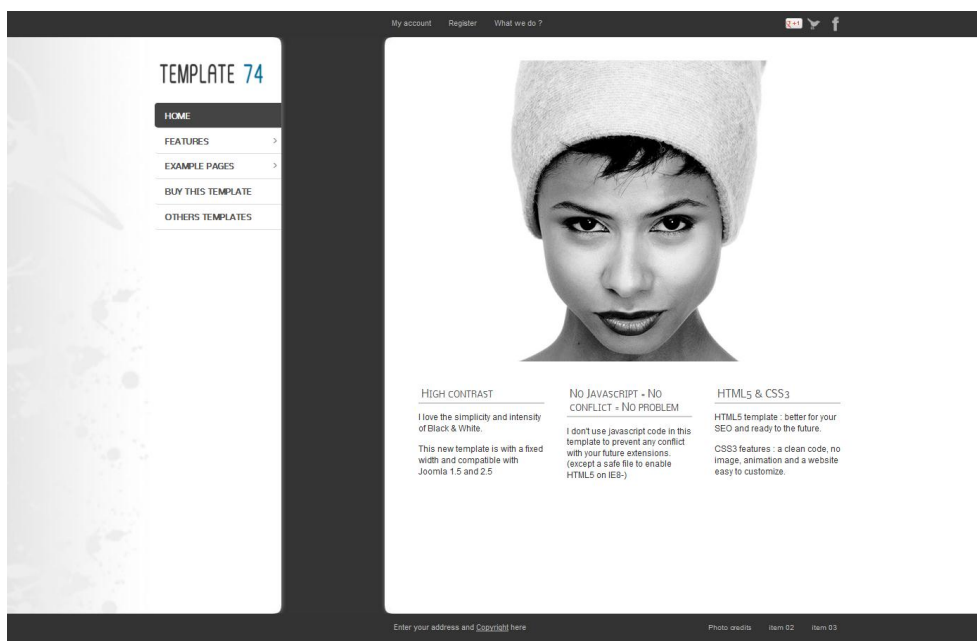 My account Register What we do ?
+1
TEMPLATE 74
HOME
FEATURES
EXAMPLE PAGES
BUY THIS TEMPLATE
OTHERS TEMPLATES
HIGH CONTRAST
I love the simplicity and intensity
of Black & White.
This new template is with a fixed
width and compatible with
Joomla 1.5 and 2.5
NO JAVASCRIPT = NO
CONFLICT = NO PROBLEM
I don't use javascript code in this
template to prevent any conflict
with your future extensions.
(except a safe file to enable
HTML5 on IE8-)
HTML5 & CSS3
HTML5 template : better for your
SEO and ready to the future.
CSS3 features : a clean code, no
image, animation and a website
easy to customize.
Enter your address and Copyright here
Photo credits item 02 item 03